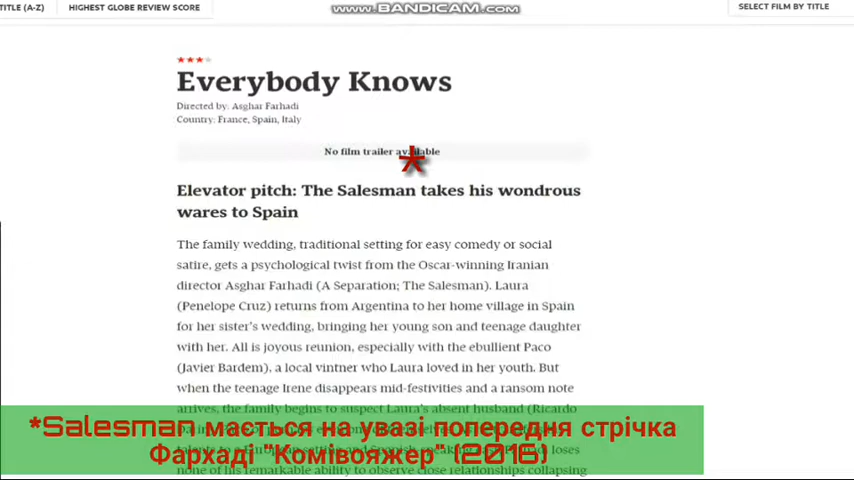 TITLE (A-Z) HIGHEST GLOBE REVIEW SCORE www.BANDICAM.com SELECT FILM BY TITLE
Everybody Knows
Directed by: Asghar Farhadi
Country: France, Spain, Italy
No film trailer available
*
Elevator pitch: The Salesman takes his wondrous
wares to Spain
The family wedding, traditional setting for easy comedy or social
satire, gets a psychological twist from the Oscar-winning Iranian
director Asghar Farhadi (A Separation; The Salesman). Laura
(Penelope Cruz) returns from Argentina to her home village in Spain
for her sister's wedding, bringing her young son and teenage daughter
with her. All is joyous reunion, especially with the ebullient Paco
(Javier Bardem), a local vintner who Laura loved in her youth. But
when the teenage Irene disappears mid-festivities and a ransom note
arrives, the family begins to suspect Laura's absent husband (Ricardo
*Salesman мається на увазі попередня стрічка
Фархаді "Комівояжер" (2016)
loses
none of his remarkable ability to observe close relationships collapsing